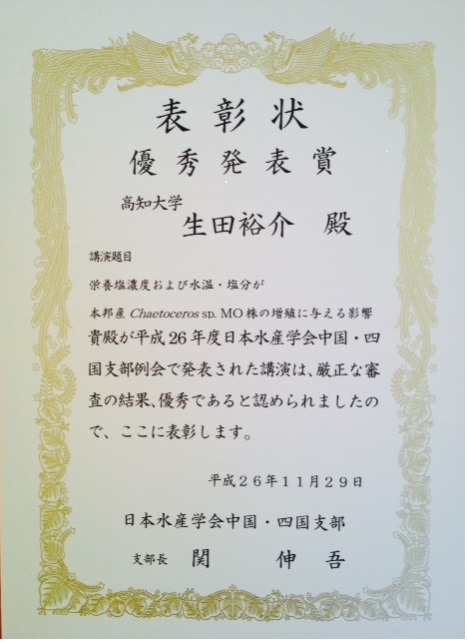 表彰状
優秀発表賞
高知大学
生田裕介 殿
講演題目
栄養塩濃度および水温・塩分が
本邦産 Chaetoceros sp. MO 株の増殖に与える影響
貴殿が平成26年度日本水産学会中国・四
国支部例会で発表された講演は、厳正な審
査の結果、優秀であると認められましたの
で、ここに表彰します。
平成26年11月29日
日本水産学会中国・四国支部
支部長 関 伸吾